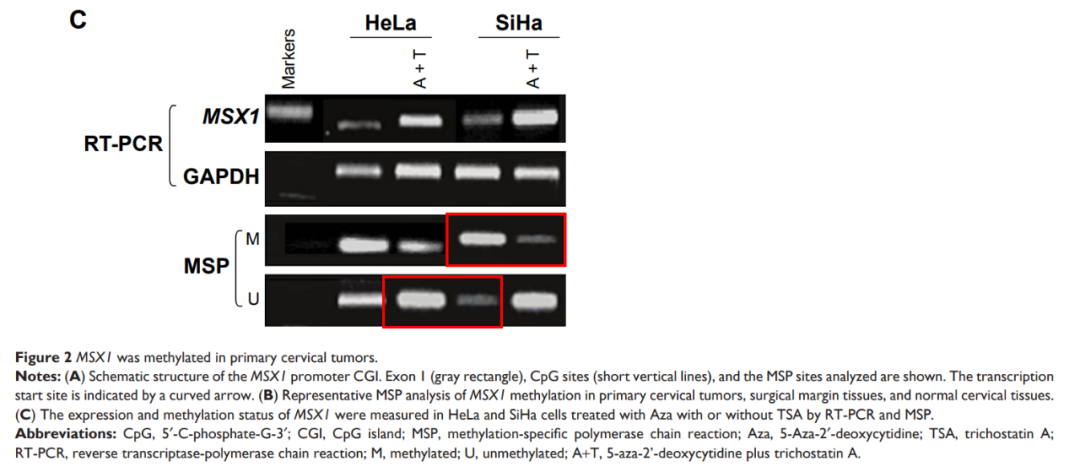 C
HeLa
SiHa
Markers
A + T
A + T
RT-PCR
MSX1
GAPDH
MSP
M
U
Figure 2 MSX1 was methylated in primary cervical tumors.
Notes: (A) Schematic structure of the MSX1 promoter CGI. Exon 1 (gray rectangle), CpG sites (short vertical lines), and the MSP sites analyzed are shown. The transcription
start site is indicated by a curved arrow. (B) Representative MSP analysis of MSX1 methylation in primary cervical tumors, surgical margin tissues, and normal cervical tissues.
(C) The expression and methylation status of MSX1 were measured in HeLa and SiHa cells treated with Aza with or without TSA by RT-PCR and MSP.
Abbreviations: CpG, 5′-C-phosphate-G-3′; CGI, CpG island; MSP, methylation-specific polymerase chain reaction; Aza, 5-Aza-2′-deoxycytidine; TSA, trichostatin A;
RT-PCR, reverse transcriptase-polymerase chain reaction; M, methylated; U, unmethylated; A+T, 5-aza-2'-deoxycytidine plus trichostatin A.